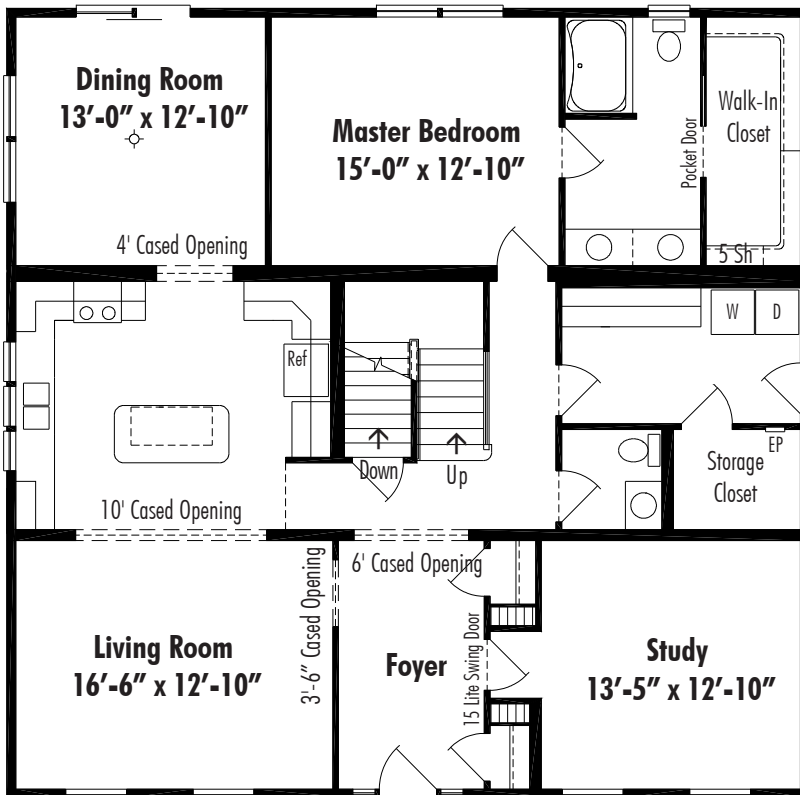 Dining Room
13’-0” x 12’-10”
Master Bedroom
15’-0” x 12’-10”
Pocket Door
Walk-In
Closet
4' Cased Opening
5 Sh
W
D
Ref
Down
Up
EP
Storage
Closet
10' Cased Opening
6' Cased Opening
3'-6” Cased Opening
Living Room
16’-6” x 12’-10”
Foyer
15 Lite Swing Door
Study
13’-5” x 12’-10”